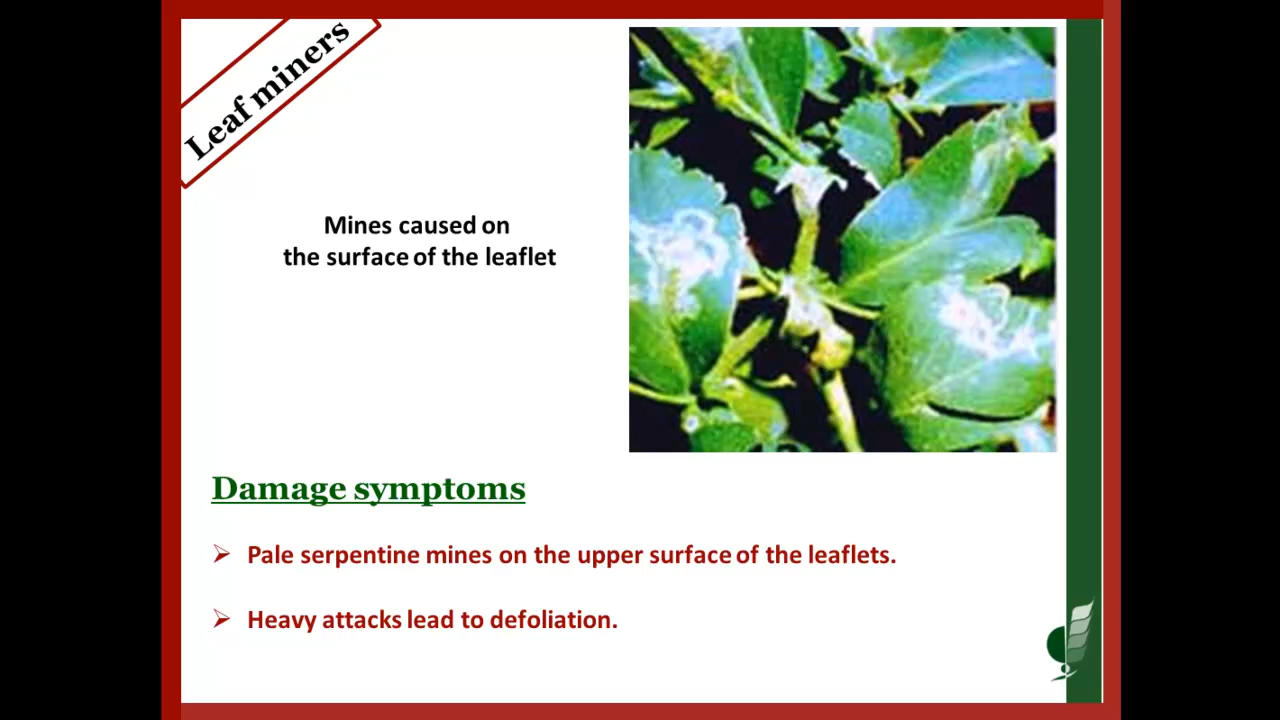 Leaf miners
Mines caused on
the surface of the leaflet
Damage symptoms
Pale serpentine mines on the upper surface of the leaflets.
Heavy attacks lead to defoliation.